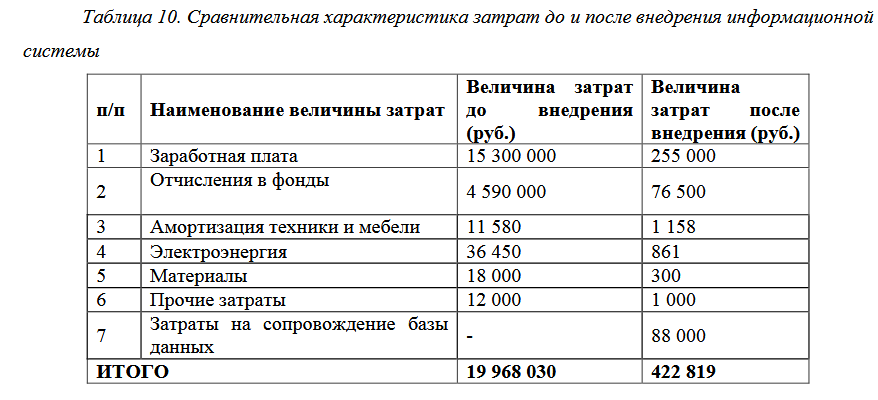 Таблица 10. Сравнительная характеристика затрат до и после внедрения информационной
системы
п/п Наименование величины затрат Величина затрат до внедрения (руб.) Величина затрат после внедрения (руб.)
1 Заработная плата 15 300 000 255 000
2 Отчисления в фонды 4 590 000 76 500
3 Амортизация техники и мебели 11 580 1 158
4 Электроэнергия 36 450 861
5 Материалы 18 000 300
6 Прочие затраты 12 000 1 000
7 Затраты на сопровождение базы данных - 88 000
ИТОГО 19 968 030 422 819